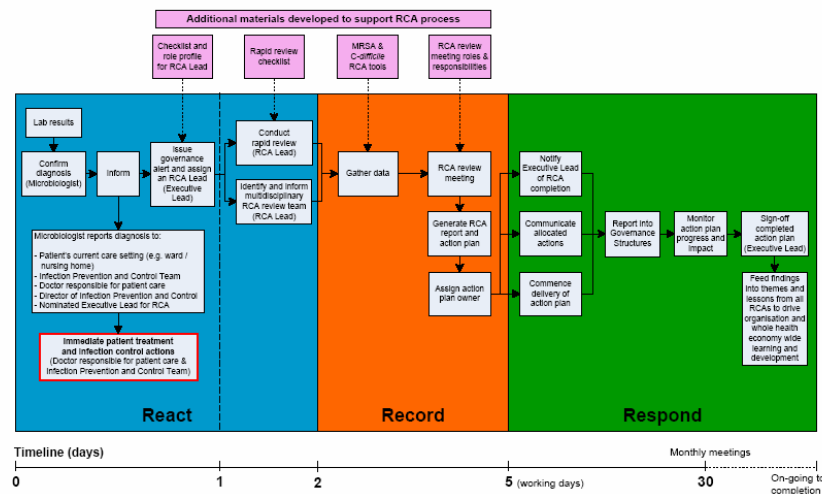 Additional materials developed to support RCA process
Checklist and
role profile
for RCA Lead
Rapid review
checklist
MRSA &
C-difficile
RCA tools
RCA review
meeting roles &
responsibilities
Lab results
Confirm
diagnosis
(Microbiologist)
Inform
Issue
governance
alert and assign
an RCA Lead
(Executive
Lead)
Conduct
rapid review
(RCA Lead)
Identify and inform
multidisciplinary
RCA review team
(RCA Lead)
Gather data
RCA review
meeting
Generate RCA
report and action
plan
Assign action
plan owner
Notify
Executive Lead
of RCA
completion
Communicate
allocated
actions
Commence
delivery of
action plan
Report into
Governance
Structures
Monitor
action plan
progress and
impact
Sign-off
completed
action plan
(Executive Lead)
Feed findings
into themes and
lessons from all
RCAs to drive
organisation and
whole health
economy wide
learning and
development
Microbiologist reports diagnosis to:
- Patient's current care setting (e.g. ward /
nursing home)
- Infection Prevention and Control Team
- Doctor responsible for patient care
- Director of Infection Prevention and Control
- Nominated Executive Lead for RCA
Immediate patient treatment
and infection control actions
(Doctor responsible for patient care &
Infection Prevention and Control Team)
React
Record
Respond
Timeline (days)
Monthly meetings
0
1
2
5 (working days)
30
On-going to
completion